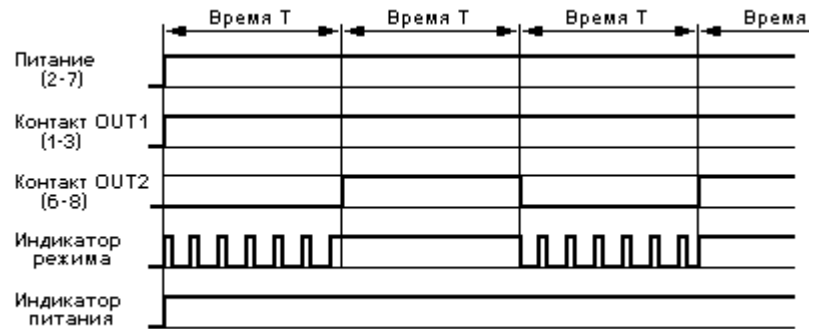 Время Т Время Т Время Т Время
Питание
(2-7)
Контакт OUT1
(1-3)
Контакт OUT2
(6-8)
Индикатор
режима
Индикатор
питания